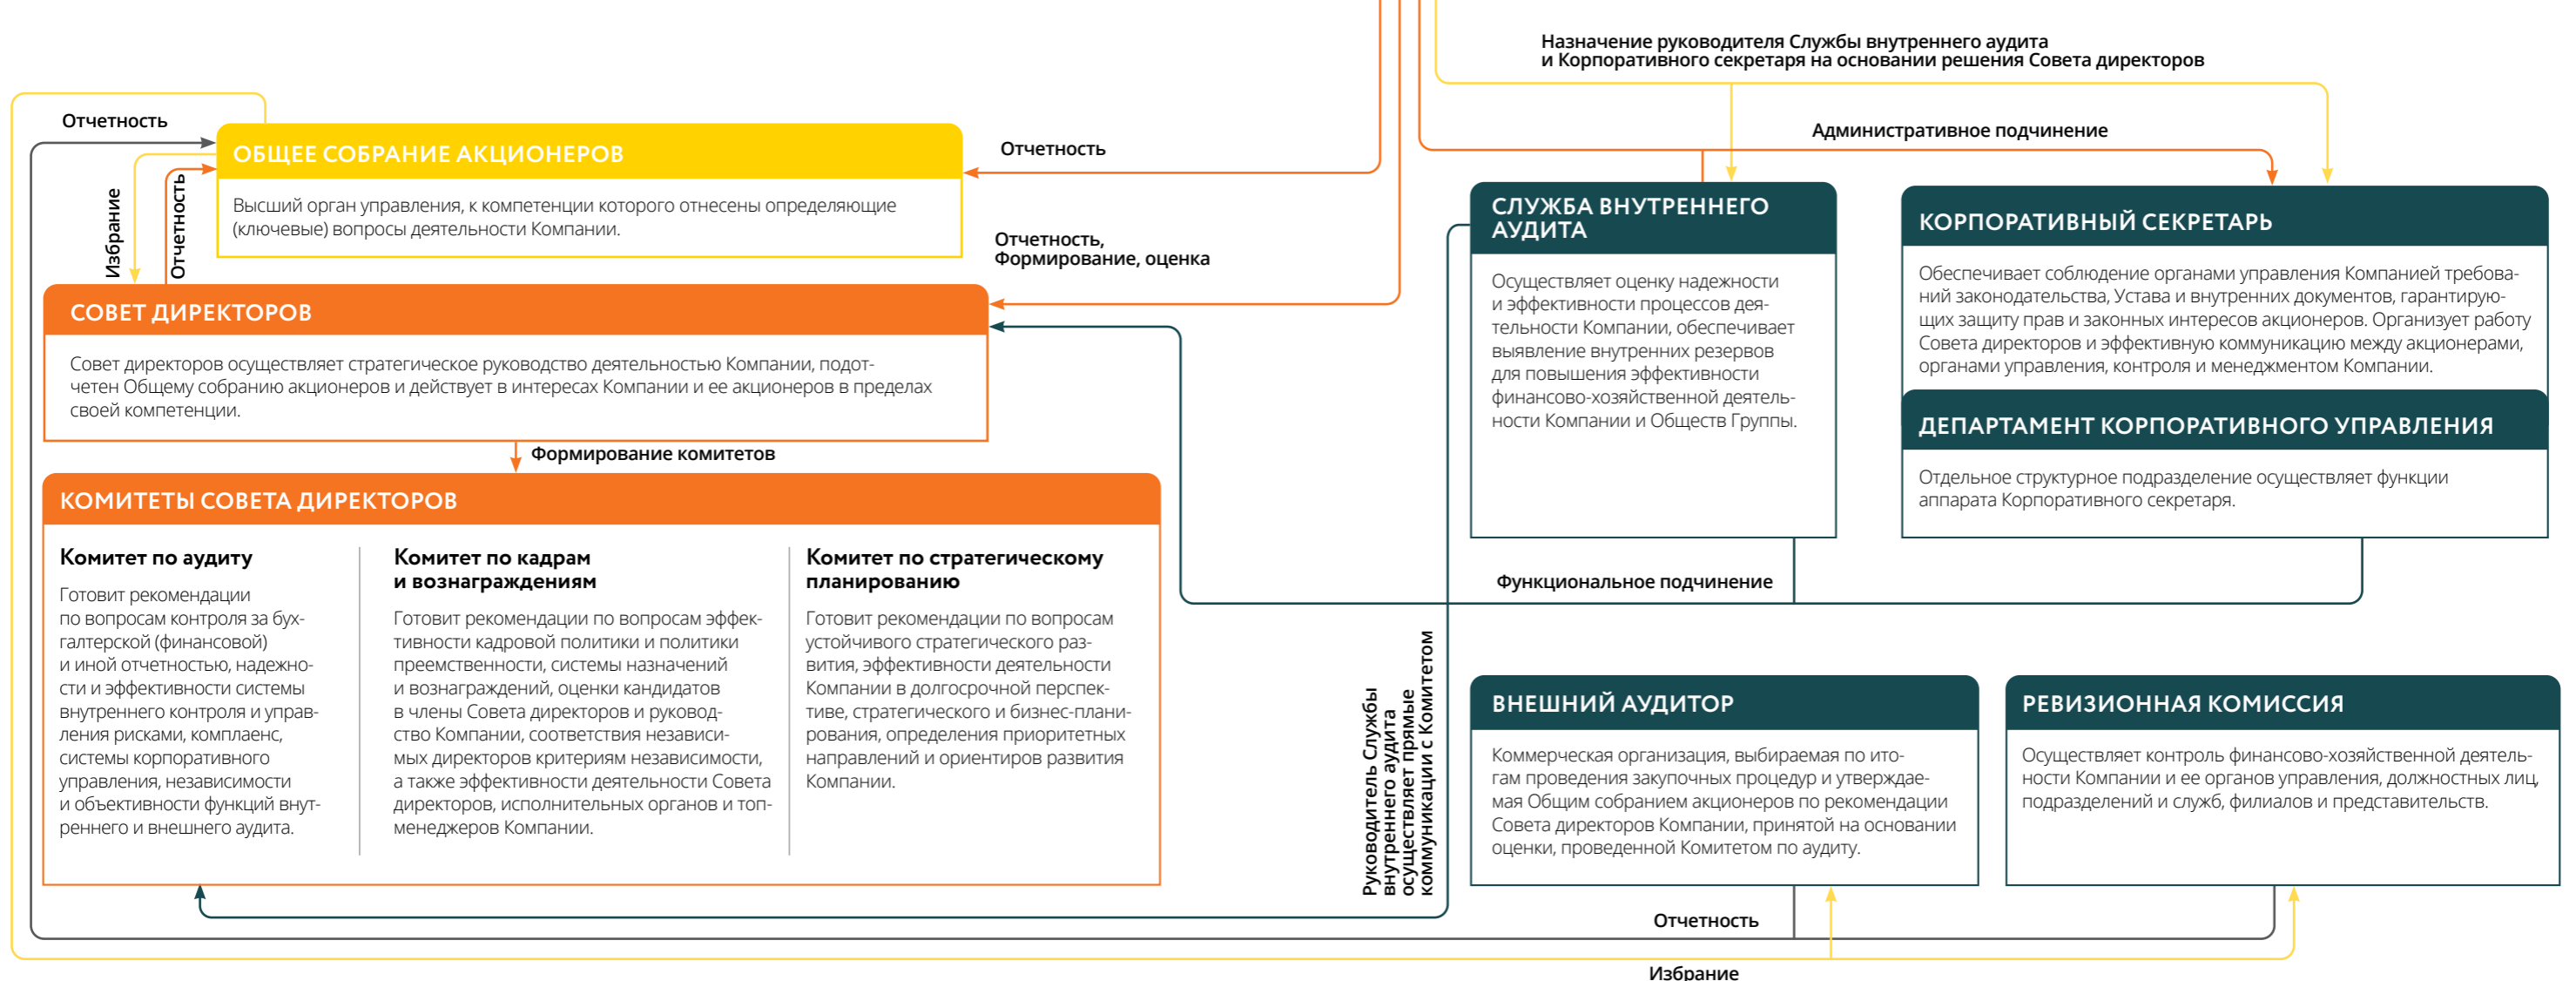 Назначение руководителя Службы внутреннего аудита
и Корпоративного секретаря на основании решения Совета директоров
Отчетность
ОБЩЕЕ СОБРАНИЕ АКЦИОНЕРОВ
Высший орган управления, к компетенции которого отнесены определяющие
(ключевые) вопросы деятельности Компании.
Отчетность
Административное подчинение
Избрание
Отчетность
Отчетность,
Формирование, оценка
СОВЕТ ДИРЕКТОРОВ
Совет директоров осуществляет стратегическое руководство деятельностью Компании, подот-
четен Общему собранию акционеров и действует в интересах Компании и ее акционеров в пределах
своей компетенции.
Формирование комитетов
КОМИТЕТЫ СОВЕТА ДИРЕКТОРОВ
Комитет по аудиту
Готовит рекомендации
по вопросам контроля за бух-
галтерской (финансовой)
и иной отчетностью, надежно-
сти и эффективности системы
внутреннего контроля и управ-
ления рисками, комплаенс,
системы корпоративного
управления, независимости
и объективности функций внут-
реннего и внешнего аудита.
Комитет по кадрам
и вознаграждениям
Готовит рекомендации по вопросам эффек-
тивности кадровой политики и политики
преемственности, системы назначений
и вознаграждений, оценки кандидатов
в члены Совета директоров и руковод-
ство Компании, соответствия независи-
мых директоров критериям независимости,
а также эффективности деятельности Совета
директоров, исполнительных органов и топ-
менеджеров Компании.
Комитет по стратегическому
планированию
Готовит рекомендации по вопросам
устойчивого стратегического раз-
вития, эффективности деятельности
Компании в долгосрочной перспек-
тиве, стратегического и бизнес-плани-
рования, определения приоритетных
направлений и ориентиров развития
Компании.
СЛУЖБА ВНУТРЕННЕГО
АУДИТА
Осуществляет оценку надежности
и эффективности процессов дея-
тельности Компании, обеспечивает
выявление внутренних резервов
для повышения эффективности
финансово-хозяйственной деятель-
ности Компании и Обществ Группы.
КОРПОРАТИВНЫЙ СЕКРЕТАРЬ
Обеспечивает соблюдение органами управления Компанией требова-
ний законодательства, Устава и внутренних документов, гарантирую-
щих защиту прав и законных интересов акционеров. Организует работу
Совета директоров и эффективную коммуникацию между акционерами,
органами управления, контроля и менеджментом Компании.
ДЕПАРТАМЕНТ КОРПОРАТИВНОГО УПРАВЛЕНИЯ
Отдельное структурное подразделение осуществляет функции
аппарата Корпоративного секретаря.
Функциональное подчинение
Руководитель Службы
внутреннего аудита
осуществляет прямые
коммуникации с Комитетом
ВНЕШНИЙ АУДИТОР
Коммерческая организация, выбираемая по ито-
гам проведения закупочных процедур и утверждае-
мая Общим собранием акционеров по рекомендации
Совета директоров Компании, принятой на основании
оценки, проведенной Комитетом по аудиту.
РЕВИЗИОННАЯ КОМИССИЯ
Осуществляет контроль финансово-хозяйственной деятель-
ности Компании и ее органов управления, должностных лиц,
подразделений и служб, филиалов и представительств.
Отчетность
Избрание